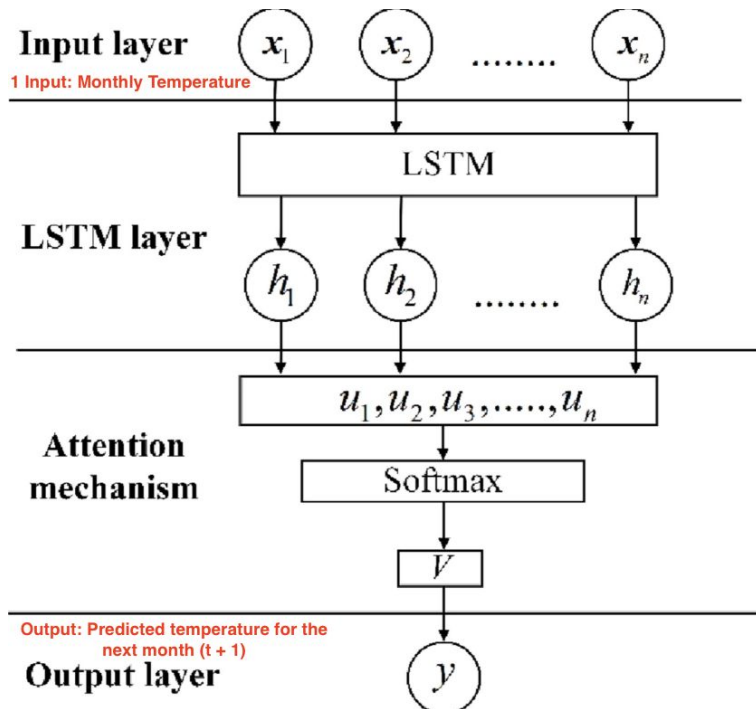 Input layer
x₁ x₂ ........ xₙ
1 Input: Monthly Temperature
LSTM
LSTM layer
h₁ h₂ ........ hₙ
u₁,u₂,u₃,.....,uₙ
Attention
mechanism
Softmax
V
Output: Predicted temperature for the
next month (t + 1)
Output layer
y